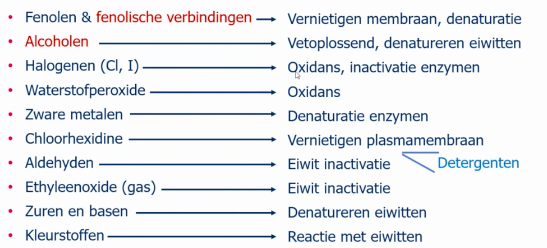 • Fenolen & fenolische verbindingen → Vernietigen membraan, denaturatie
• Alcoholen → Vetoplossend, denatureren eiwitten
• Halogenen (Cl, I) → Oxidans, inactivatie enzymen
• Waterstofperoxide → Oxidans
• Zware metalen → Denaturatie enzymen
• Chloorhexidine → Vernietigen plasmamembraan
• Aldehyden → Eiwit inactivatie Detergenten
• Ethyleenoxide (gas) → Eiwit inactivatie
• Zuren en basen → Denatureren eiwitten
• Kleurstoffen → Reactie met eiwitten